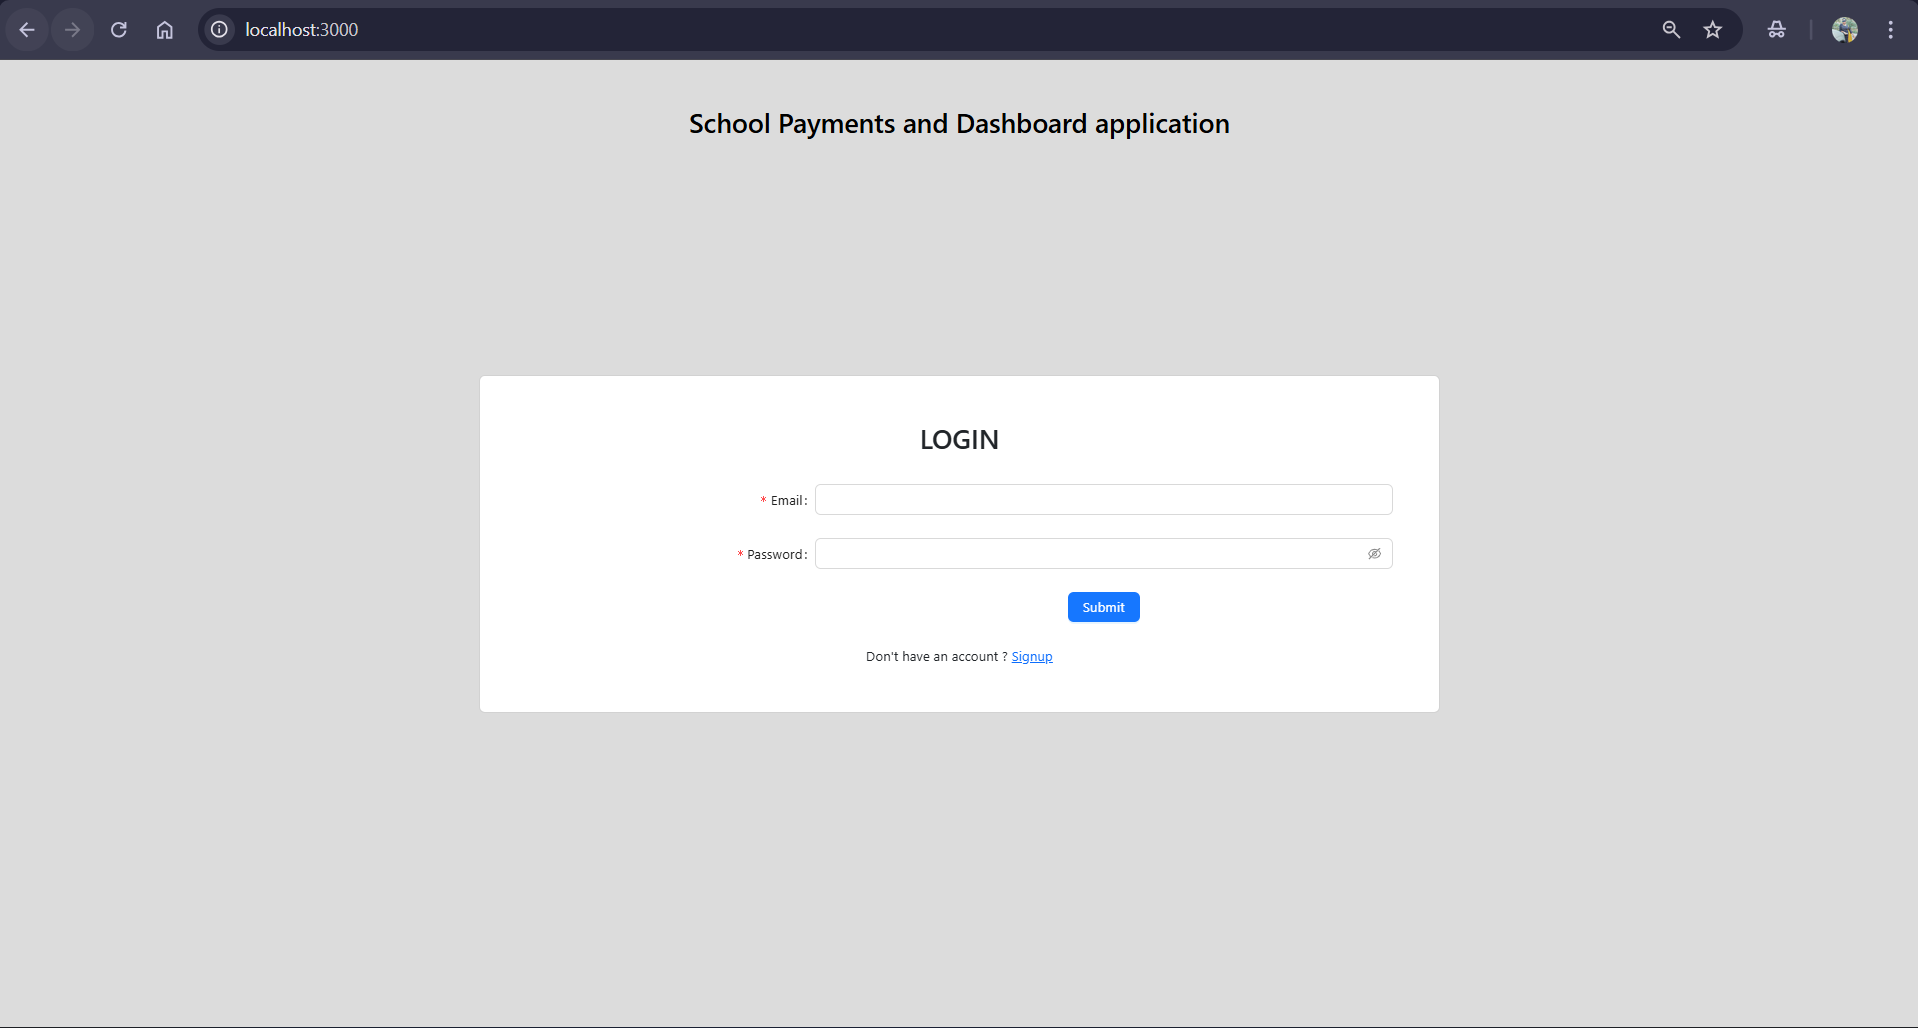 localhost:3000
School Payments and Dashboard application
LOGIN
* Email:
* Password:
Submit
Don't have an account ? Signup